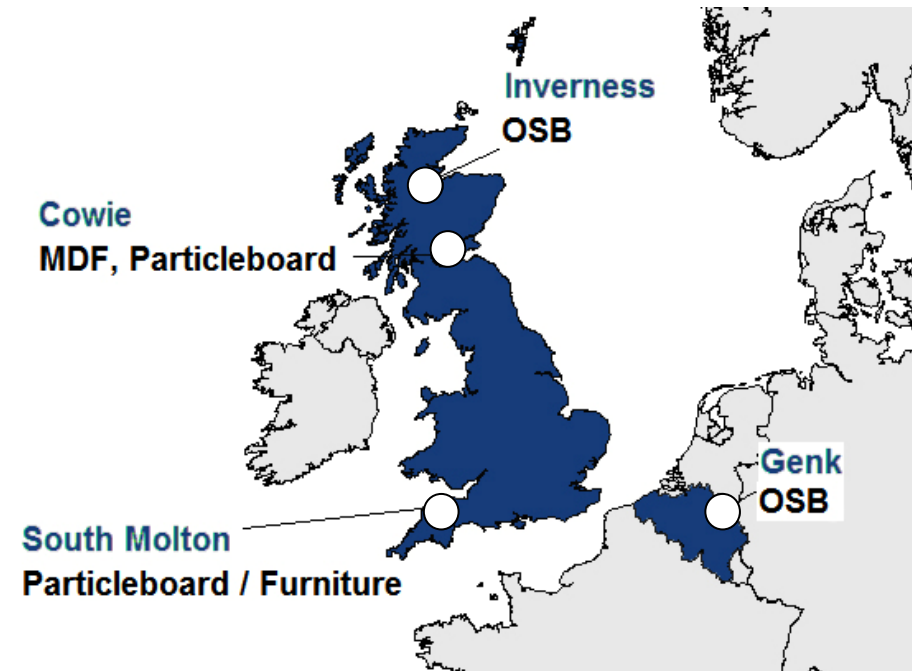 Inverness
OSB
Cowie
MDF, Particleboard
Genk
OSB
South Molton
Particleboard / Furniture